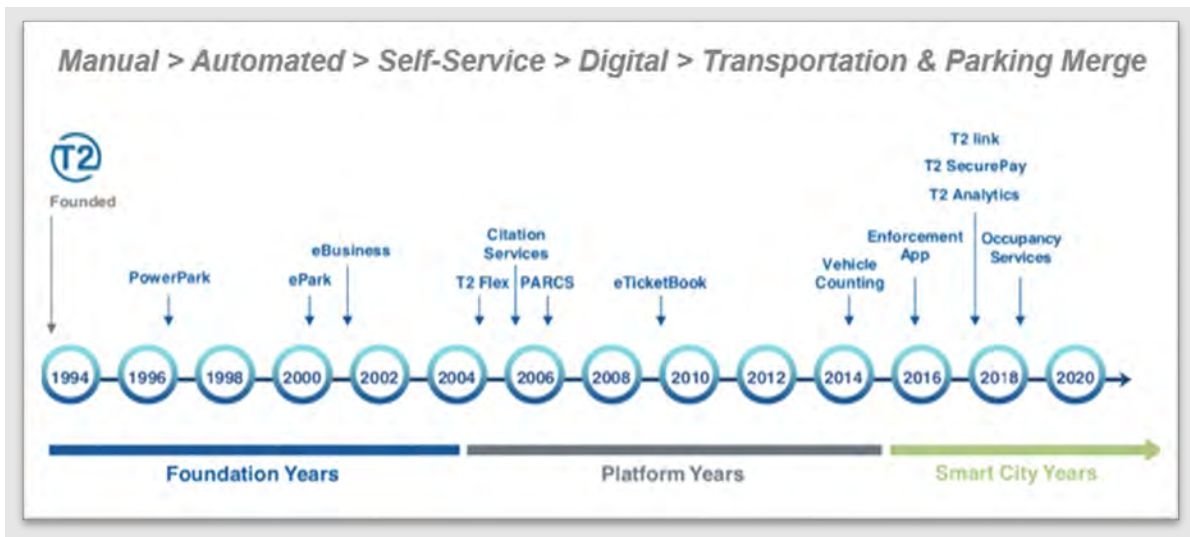 Manual > Automated > Self-Service > Digital > Transportation & Parking Merge
T2
Founded
PowerPark
ePark
eBusiness
T2 Flex
Citation
Services
PARCS
eTicketBook
Vehicle
Counting
Enforcement
App
T2 link
T2 SecurePay
T2 Analytics
Occupancy
Services
1994
1996
1998
2000
2002
2004
2006
2008
2010
2012
2014
2016
2018
2020
Foundation Years
Platform Years
Smart City Years